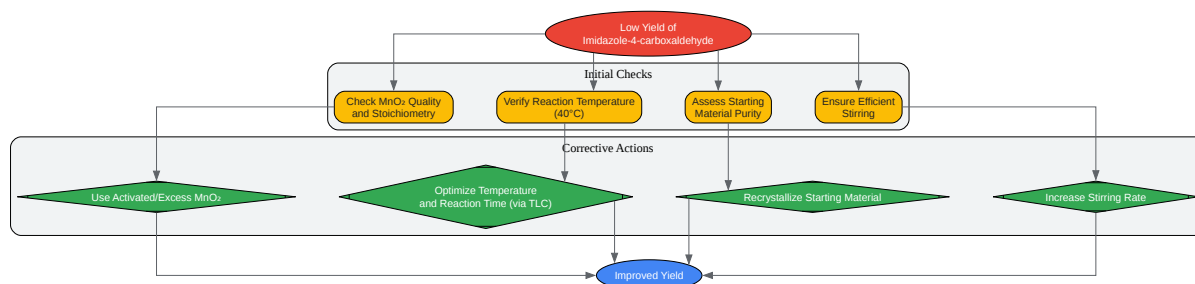 Low Yield of
Imidazole-4-carboxaldehyde
Initial Checks
Check MnO₂ Quality
and Stoichiometry
Verify Reaction Temperature
(40°C)
Assess Starting
Material Purity
Ensure Efficient
Stirring
Corrective Actions
Use Activated/Excess MnO₂
Optimize Temperature
and Reaction Time (via TLC)
Recrystallize Starting Material
Increase Stirring Rate
Improved Yield